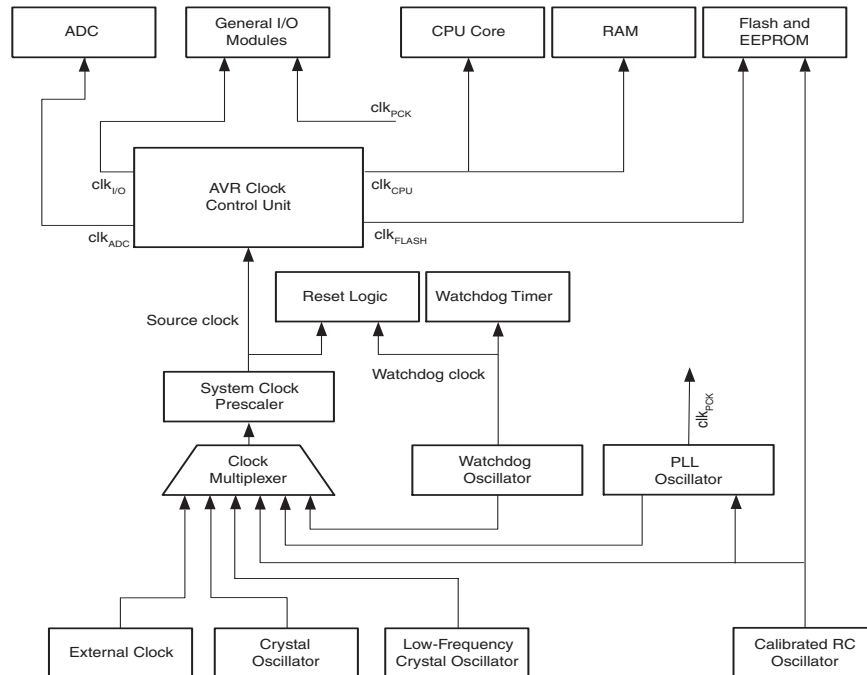 ADC
General I/O
Modules
CPU Core
RAM
Flash and
EEPROM
clkPCK
clkI/O
AVR Clock
Control Unit
clkCPU
clkADC
clkFLASH
Reset Logic
Watchdog Timer
Source clock
Watchdog clock
System Clock
Prescaler
clkPCK
Clock
Multiplexer
Watchdog
Oscillator
PLL
Oscillator
External Clock
Crystal
Oscillator
Low-Frequency
Crystal Oscillator
Calibrated RC
Oscillator